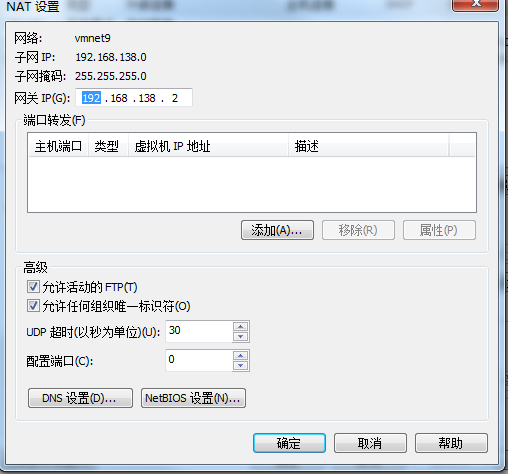 NAT 设置
网络: vmnet9
子网 IP: 192.168.138.0
子网掩码: 255.255.255.0
网关 IP(G): 192 .168 .138 . 2
端口转发(F)
主机端口 类型 虚拟机 IP 地址 描述
添加(A)... 移除(R) 属性(P)
高级
允许活动的 FTP(T)
允许任何组织唯一标识符(O)
UDP 超时(以秒为单位)(U): 30
配置端口(C): 0
DNS 设置(D)... NetBIOS 设置(N)...
确定 取消 帮助